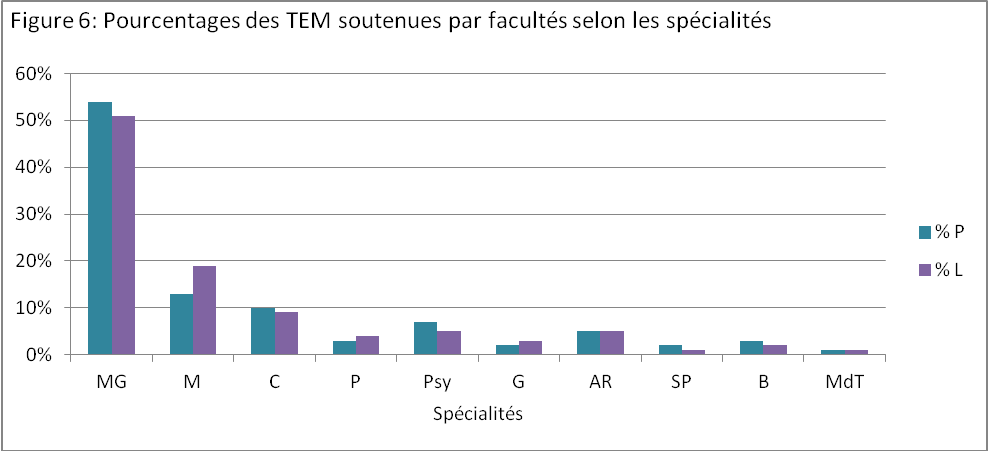 Figure 6: Pourcentages des TEM soutenues par facultés selon les spécialités
60%
50%
40%
30%
20%
10%
0%
MG M C P Psy G AR SP B MdT
Spécialités
% P
% L